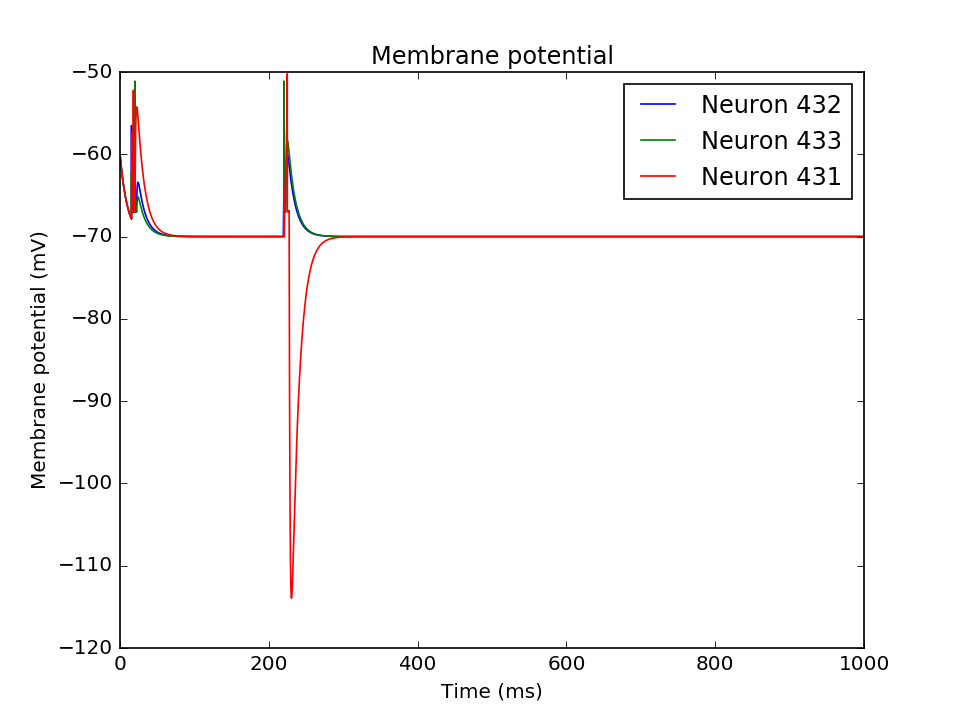 Membrane potential
Neuron 432
Neuron 433
Neuron 431
Membrane potential (mV)
−50
−60
−70
−80
−90
−100
−110
−120
0 200 400 600 800 1000
Time (ms)